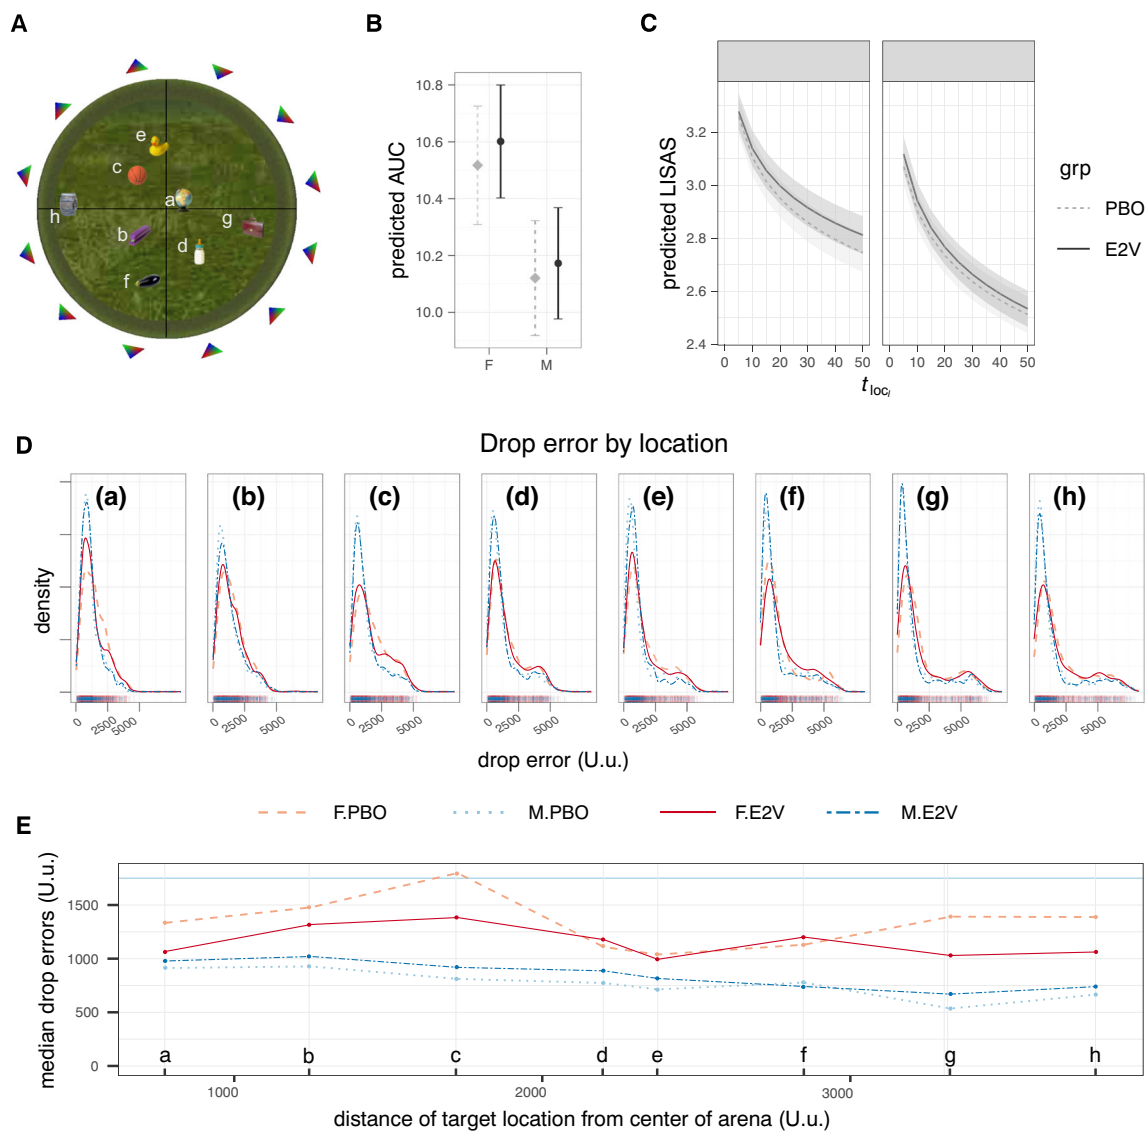 A
e
c
a
h
g
b
d
f
B
predicted AUC
10.8
10.6
10.4
10.2
10.0
F
M
C
predicted LISAS
3.2
3.0
2.8
2.6
2.4
0 10 20 30 40 50
0 10 20 30 40 50
t loc i
grp
PBO
E2V
D
Drop error by location
(a) (b) (c) (d) (e) (f) (g) (h)
density
0 2500 5000
0 2500 5000
0 2500 5000
0 2500 5000
0 2500 5000
0 2500 5000
0 2500 5000
0 2500 5000
drop error (U.u.)
F.PBO M.PBO F.E2V M.E2V
E
median drop errors (U.u.)
1500
1000
500
0
a b c d e f g h
1000 2000 3000
distance of target location from center of arena (U.u.)